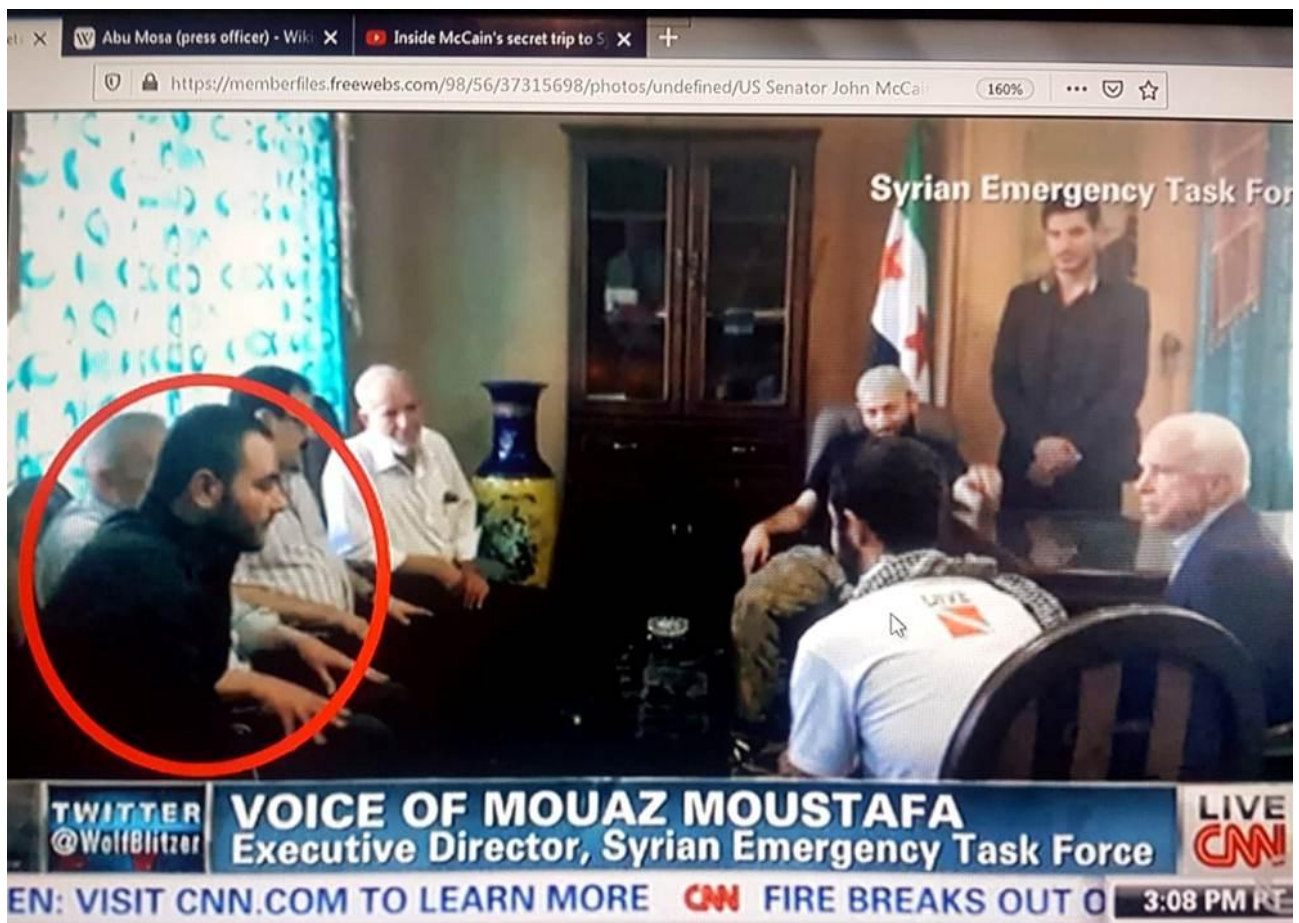 Abu Mosa (press officer) - Wiki
Inside McCain's secret trip to S
https://memberfiles.freewebs.com/98/56/37315698/photos/undefined/US Senator John McCai
160%
Syrian Emergency Task For
LIVE
TWITTER
@WolfBlitzer
VOICE OF MOUAZ MOUSTAFA
Executive Director, Syrian Emergency Task Force
LIVE
CNN
EN: VISIT CNN.COM TO LEARN MORE CNN FIRE BREAKS OUT O
3:08 PM ET